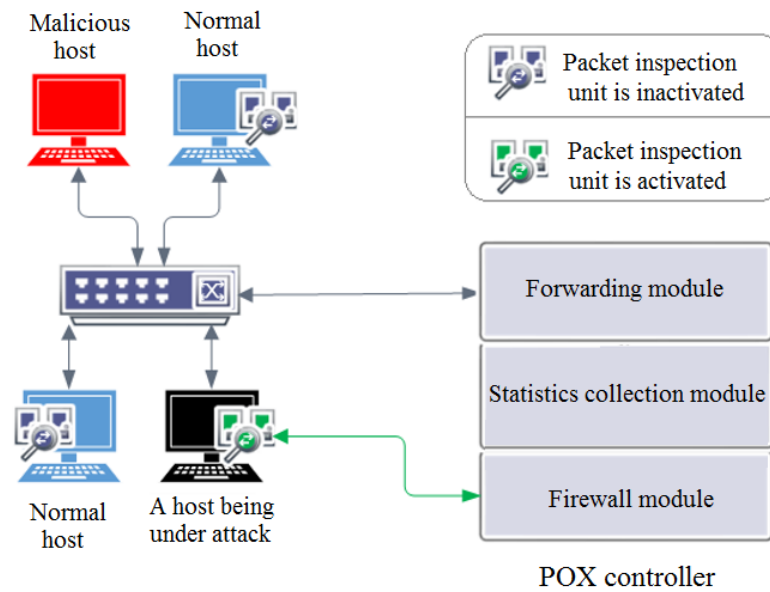 Malicious
host
Normal
host
Packet inspection
unit is inactivated
Packet inspection
unit is activated
Forwarding module
Statistics collection module
Firewall module
Normal
host
A host being
under attack
POX controller